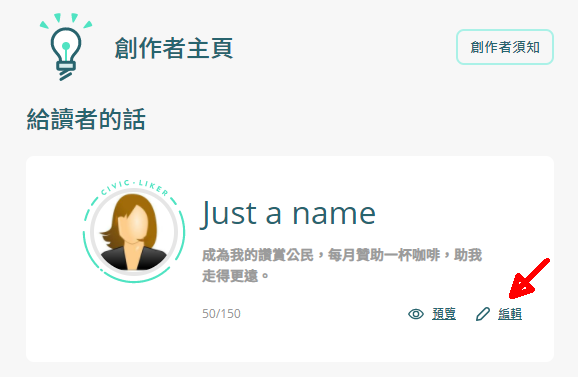 創作者主頁
創作者須知
給讀者的話
CIVIC · LIKER
Just a name
成為我的讚賞公民，每月贊助一杯咖啡，助我
走得更遠。
50/150
預覽
編輯